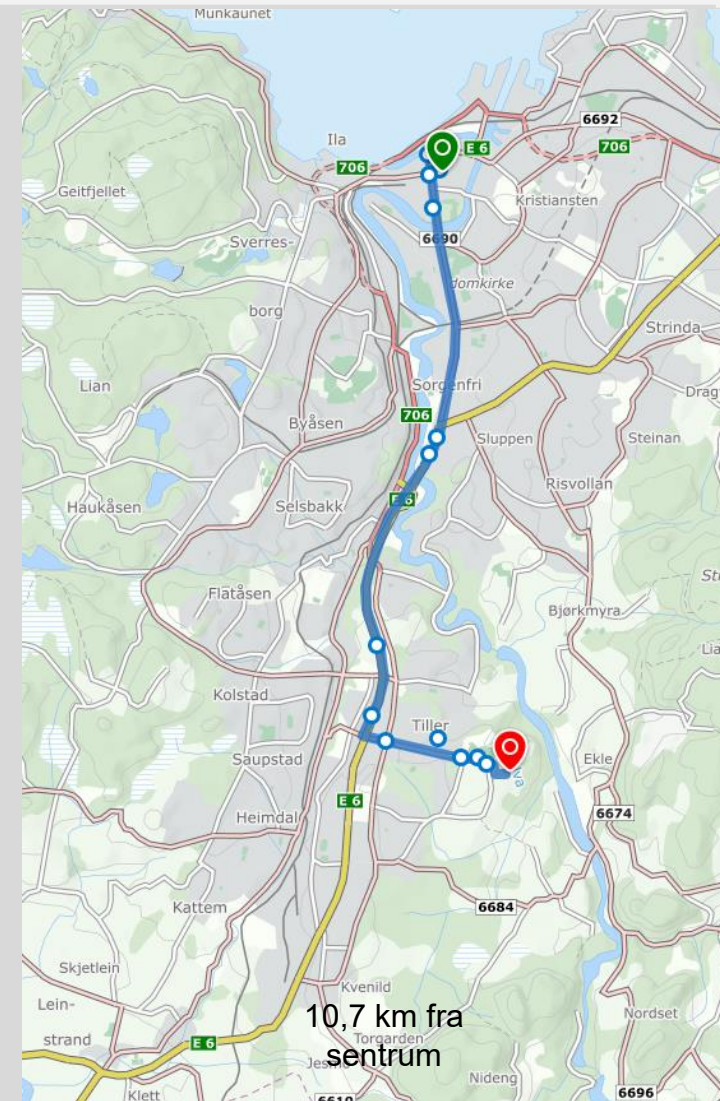 Munkaunet
6692
Ila
E 6
706
706
Geitfjellet
Kristiansten
Sverres-
6690
domkirke
borg
Strinda
Lian
Sorgenfri
Drag
706
Byåsen
Sluppen
Steinan
Risvollan
Selsbakk
E 6
Haukåsen
Flatåsen
Bjørkmyra
Kolstad
Tiller
Saupstad
Ekle
E 6
Heimdal
6674
Kattem
6684
Skjetlein
Kvenild
Lein-
10,7 km fra
Nordset
strand
E 6
Torgarden
sentrum
Nideng
Klett
6696